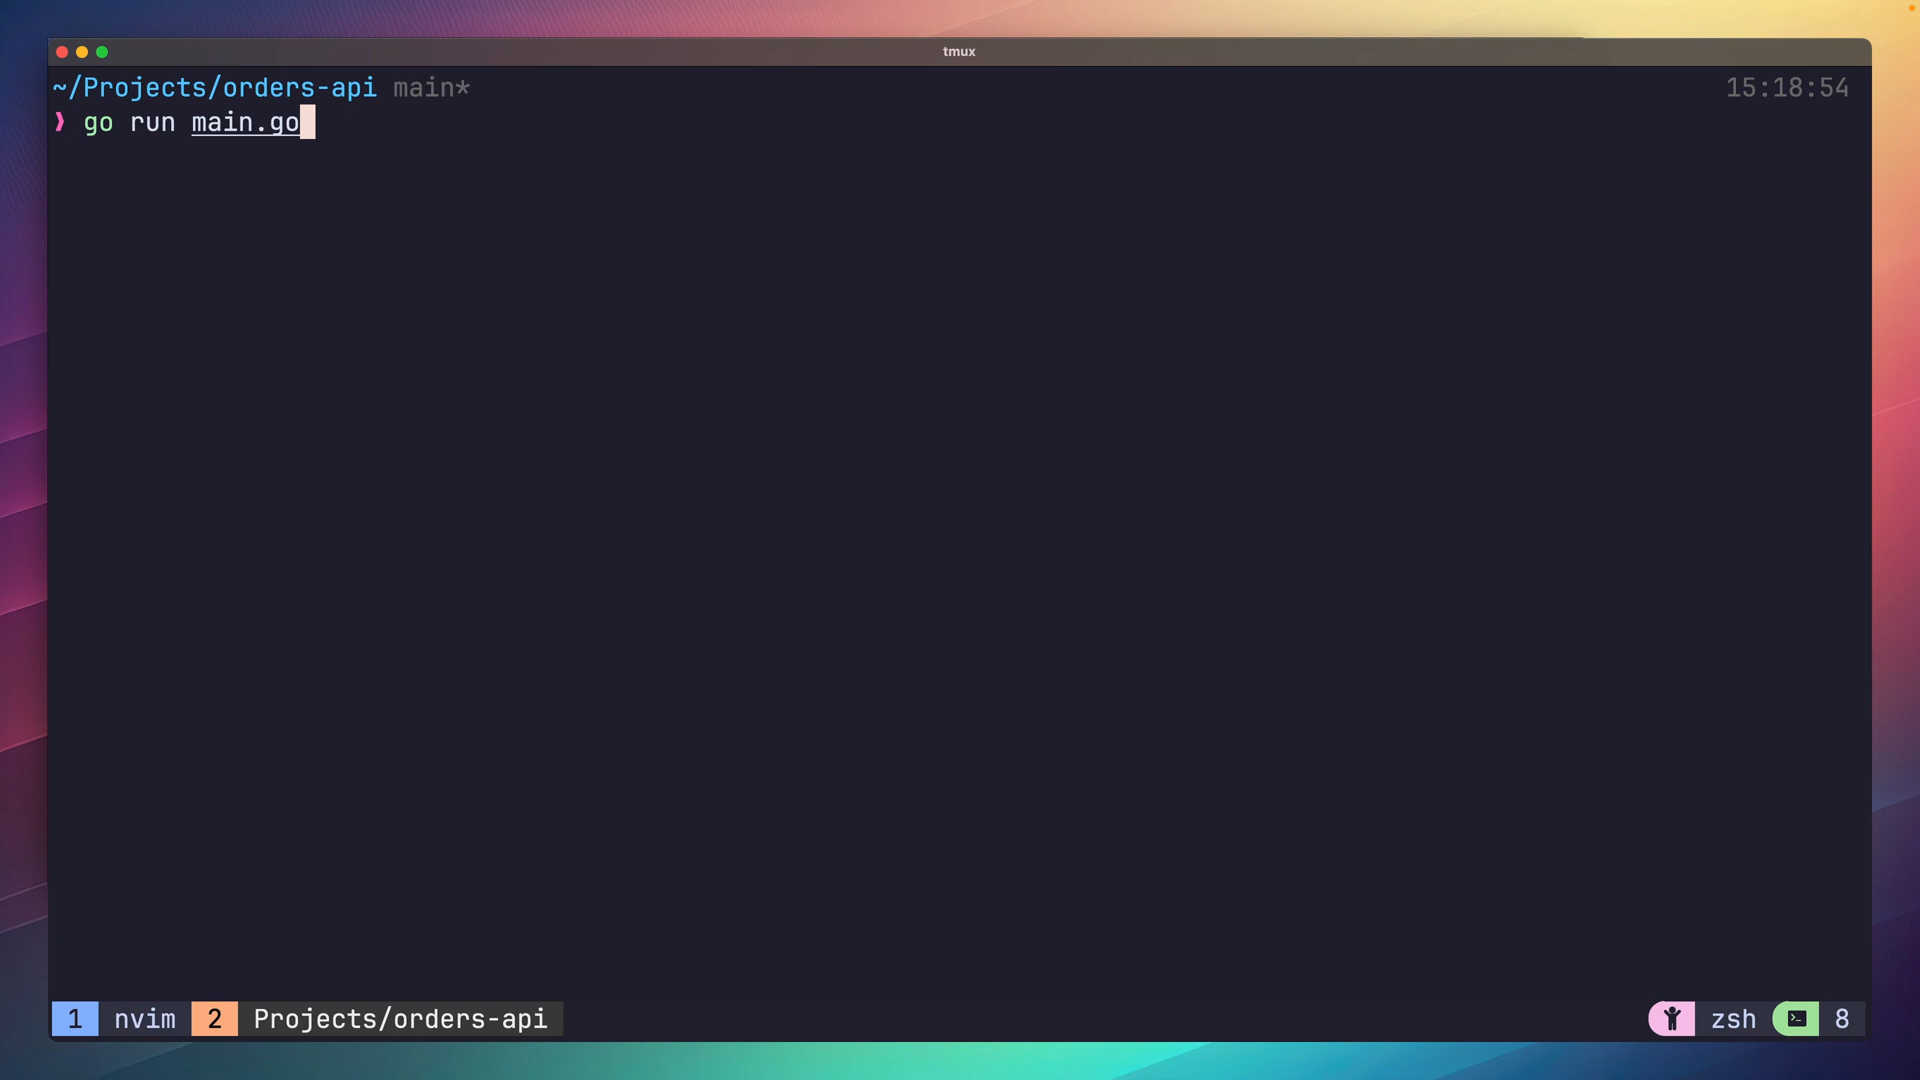 tmux
~/Projects/orders-api main* 15:18:54
❯ go run main.go
1 nvim 2 Projects/orders-api zsh 8